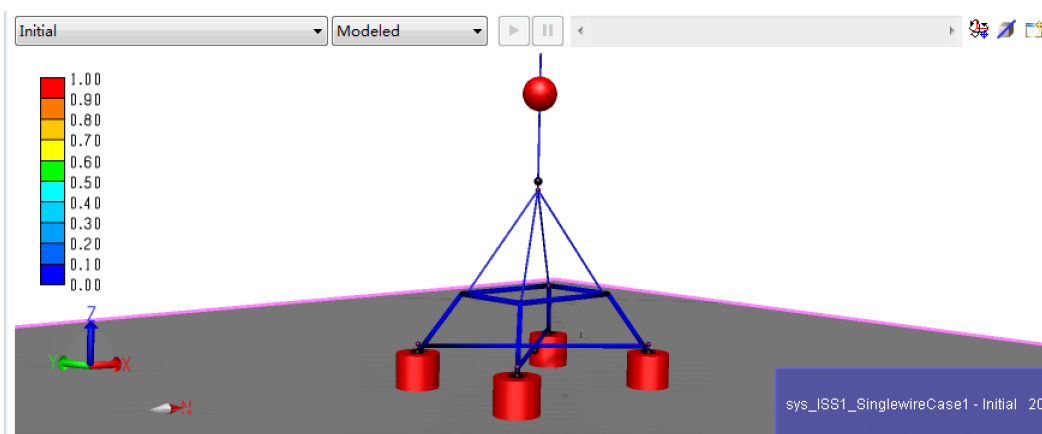 Initial
Modeled
1.00
0.90
0.80
0.70
0.60
0.50
0.40
0.30
0.20
0.10
0.00
Z
Y X
N
sys_ISS1_SinglewireCase1 - Initial 20